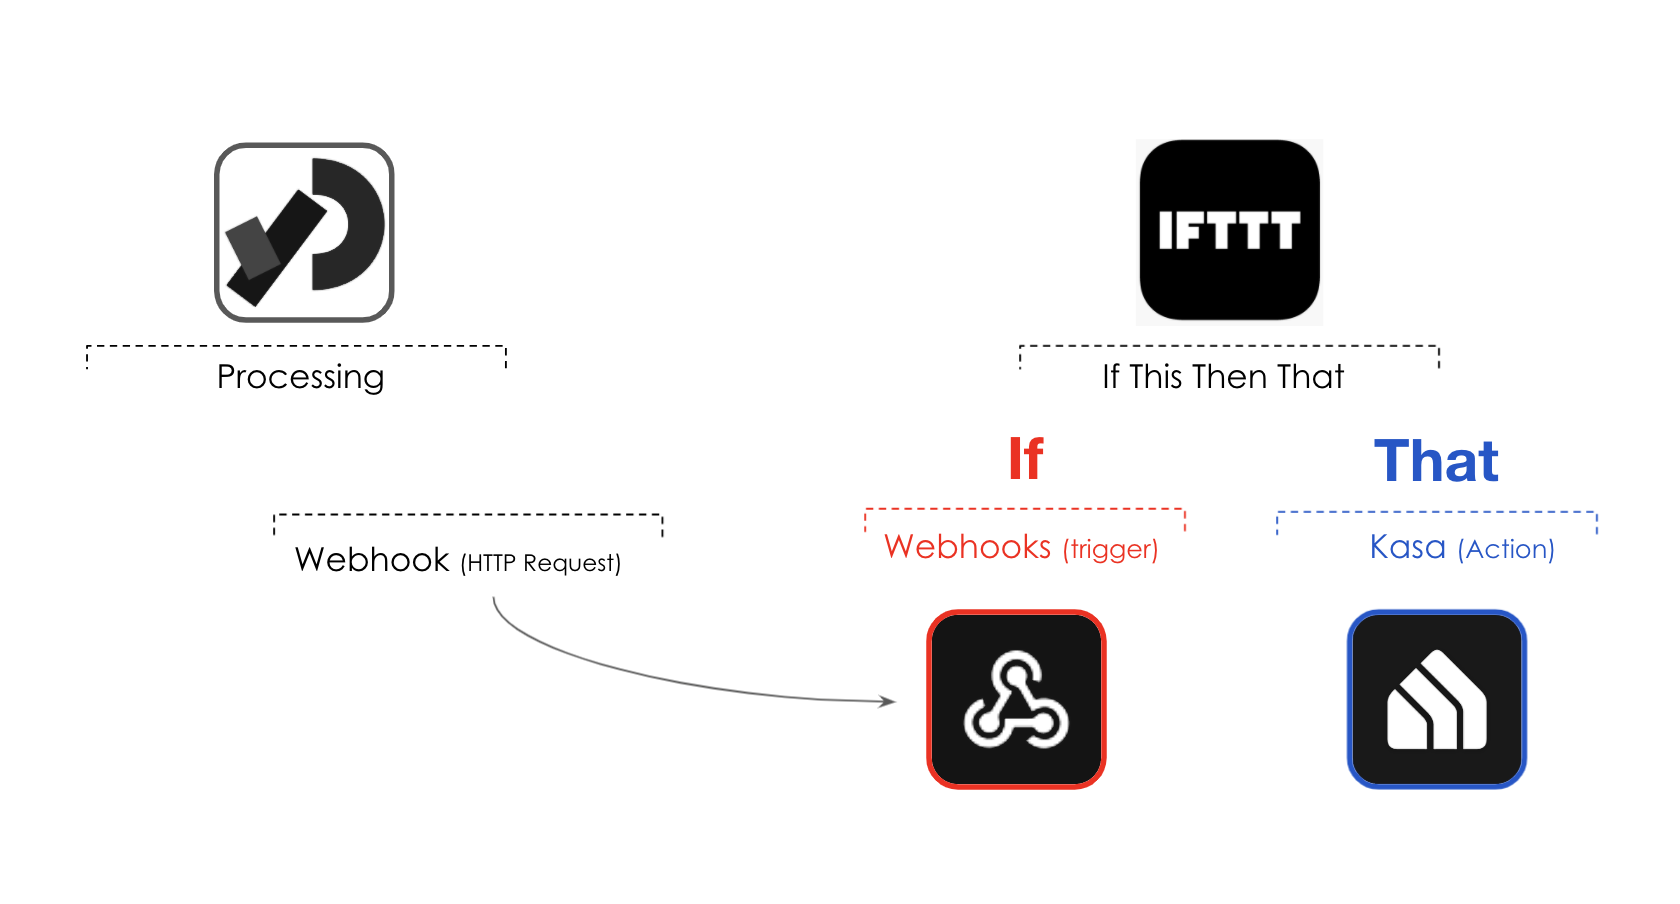 IFTTT
Processing
If This Then That
If
That
Webhook (HTTP Request)
Webhooks (trigger)
Kasa (Action)